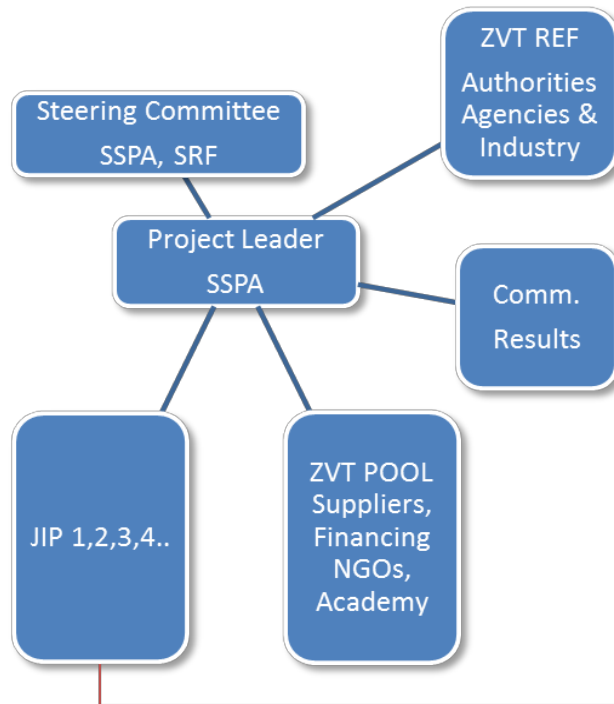 ZVT REF
Authorities
Agencies &
Industry
Steering Committee
SSPA, SRF
Project Leader
SSPA
Comm.
Results
JIP 1,2,3,4..
ZVT POOL
Suppliers,
Financing
NGOs,
Academy